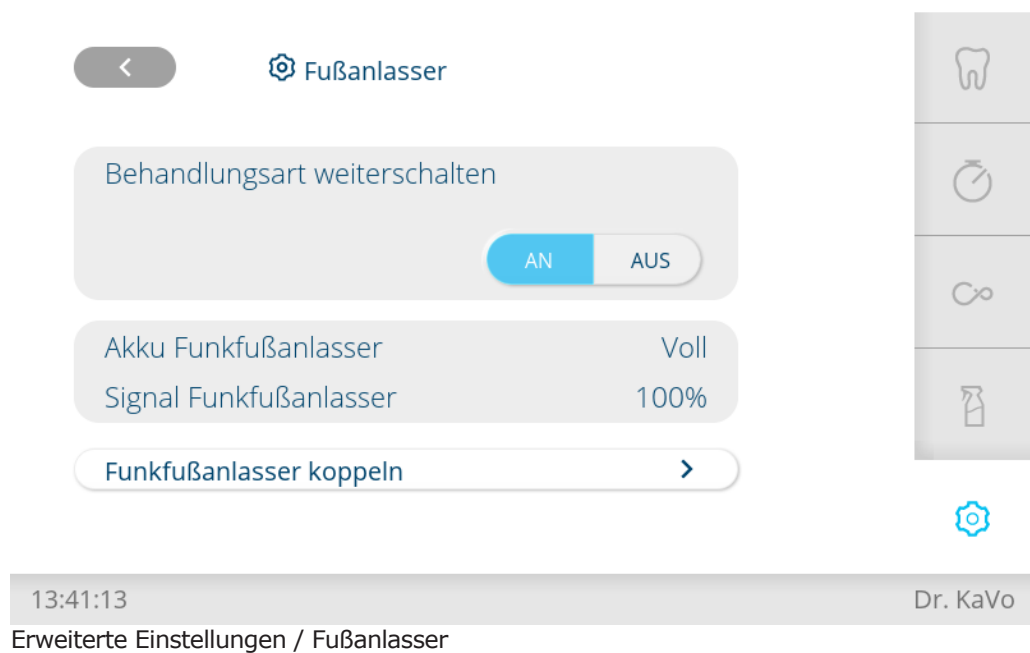 Fußanlasser
Behandlungsart weiterschalten
AN AUS
Akku Funkfußanlasser Voll
Signal Funkfußanlasser 100%
Funkfußanlasser koppeln
13:41:13 Dr. KaVo
Erweiterte Einstellungen / Fußanlasser